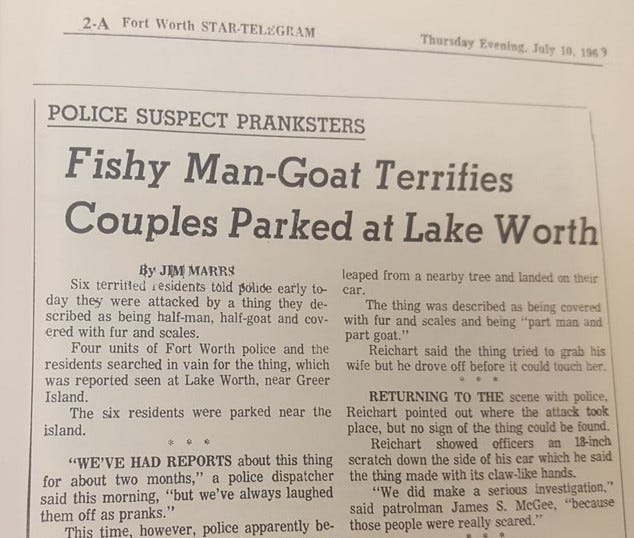 2-A Fort Worth STAR-TELEGRAM
Thursday Evening, July 10, 1969
POLICE SUSPECT PRANKSTERS
Fishy Man-Goat Terrifies
Couples Parked at Lake Worth
By JIM MARRS
Six terrified residents told police early to-
day they were attacked by a thing they de-
scribed as being half-man, half-goat and cov-
ered with fur and scales.
Four units of Fort Worth police and the
residents searched in vain for the thing, which
was reported seen at Lake Worth, near Greer
Island.
The six residents were parked near the
island.
* * *
"WE'VE HAD REPORTS about this thing
for about two months," a police dispatcher
said this morning, "but we've always laughed
them off as pranks."
This time, however, police apparently be-
leaped from a nearby tree and landed on their
car.
The thing was described as being covered
with fur and scales and being "part man and
part goat."
Reichart said the thing tried to grab his
wife but he drove off before it could touch her.
* * *
RETURNING TO THE scene with police,
Reichart pointed out where the attack took
place, but no sign of the thing could be found.
Reichart showed officers an 18-inch
scratch down the side of his car which he said
the thing made with its claw-like hands.
"We did make a serious investigation,"
said patrolman James S. McGee, "because
those people were really scared."
* * *